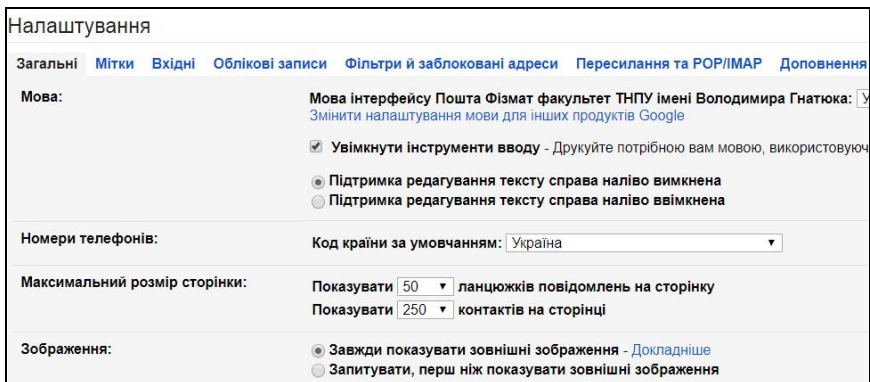 Налаштування
Загальні Мітки Вхідні Облікові записи Фільтри й заблоковані адреси Пересилання та POP/IMAP Доповнення
Мова: Мова інтерфейсу Пошта Фізмат факультет ТНПУ імені Володимира Гнатюка:
Змінити налаштування мови для інших продуктів Google
Увімкнути інструменти вводу - Друкуйте потрібною вам мовою,
Підтримка редагування тексту справа наліво вимкнена
Підтримка редагування тексту справа наліво ввімкнена
Номери телефонів: Код країни за умовчанням: Україна
Максимальний розмір сторінки: Показувати 50 ланцюжків повідомлень на сторінку
Показувати 250 контактів на сторінці
Зображення: Завжди показувати зовнішні зображення - Докладніше
Запитувати, перш ніж показувати зовнішні зображення